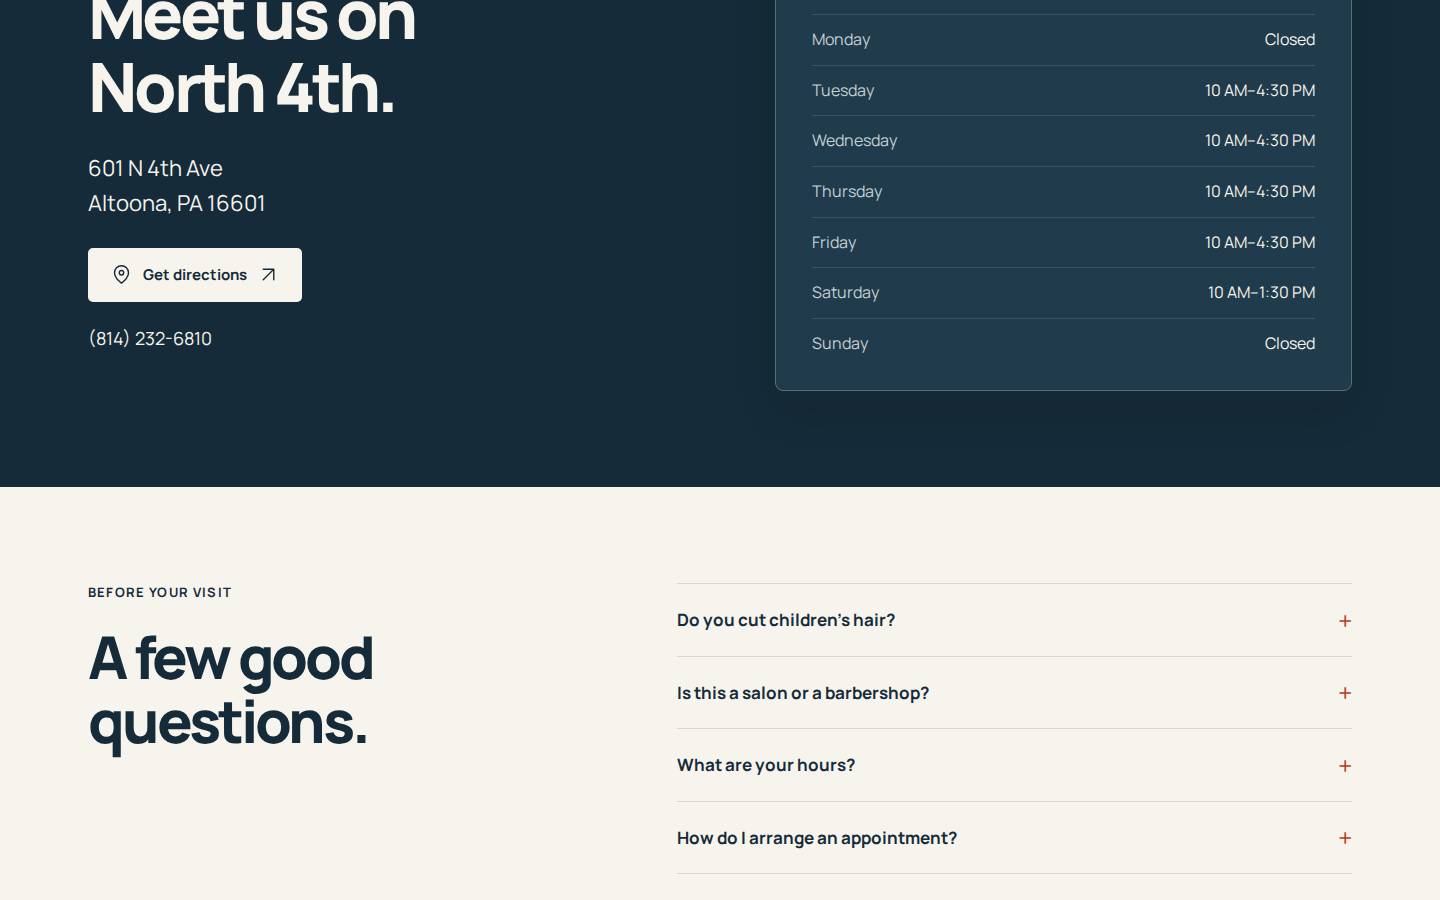 Meet us on
North 4th.
601 N 4th Ave
Altoona, PA 16601
Get directions
(814) 232-6810
Monday Closed
Tuesday 10 AM–4:30 PM
Wednesday 10 AM–4:30 PM
Thursday 10 AM–4:30 PM
Friday 10 AM–4:30 PM
Saturday 10 AM–1:30 PM
Sunday Closed
BEFORE YOUR VISIT
A few good
questions.
Do you cut children’s hair?
Is this a salon or a barbershop?
What are your hours?
How do I arrange an appointment?